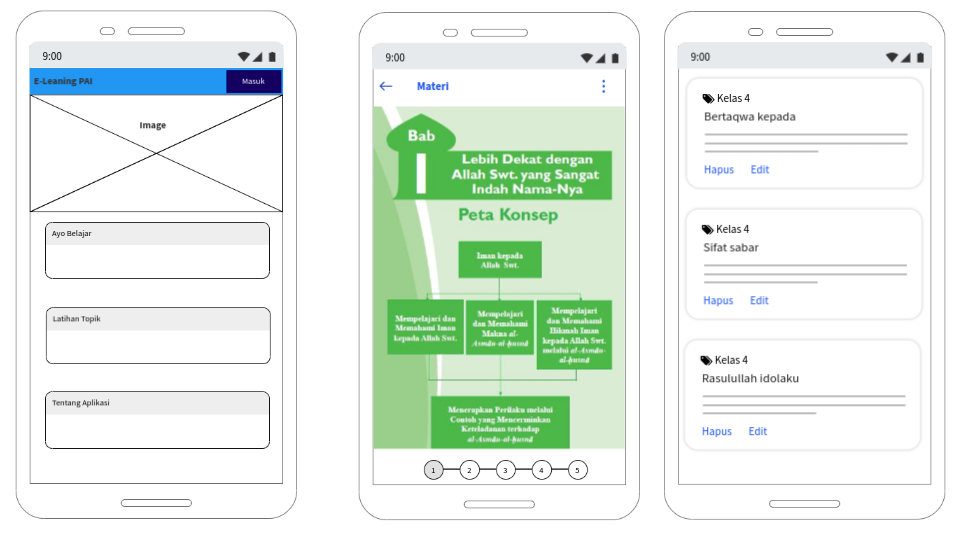 9:00
E-Leaning PAI
Masuk
Image
Ayo Belajar
Latihan Topik
Tentang Aplikasi
9:00
Materi
Bab
I
Lebih Dekat dengan
Allah Swt. yang Sangat
Indah Nama-Nya
Peta Konsep
Iman kepada
Allah Swt.
Mempelajari dan
Memahami Iman
kepada Allah Swt.
Mempelajari
dan Memahami
Makna al-
Asmāu-al-ḥusnā
Mempelajari
dan Memahami
Hikmah Iman
kepada Allah Swt.
melalui al-Asmāu-
al-ḥusnā
Menerapkan Perilaku melalui
Contoh yang Mencerminkan
Keteladanan terhadap
al-Asmāu-al-ḥusnā
1 2 3 4 5
9:00
Kelas 4
Bertaqwa kepada
Hapus Edit
Kelas 4
Sifat sabar
Hapus Edit
Kelas 4
Rasulullah idolaku
Hapus Edit